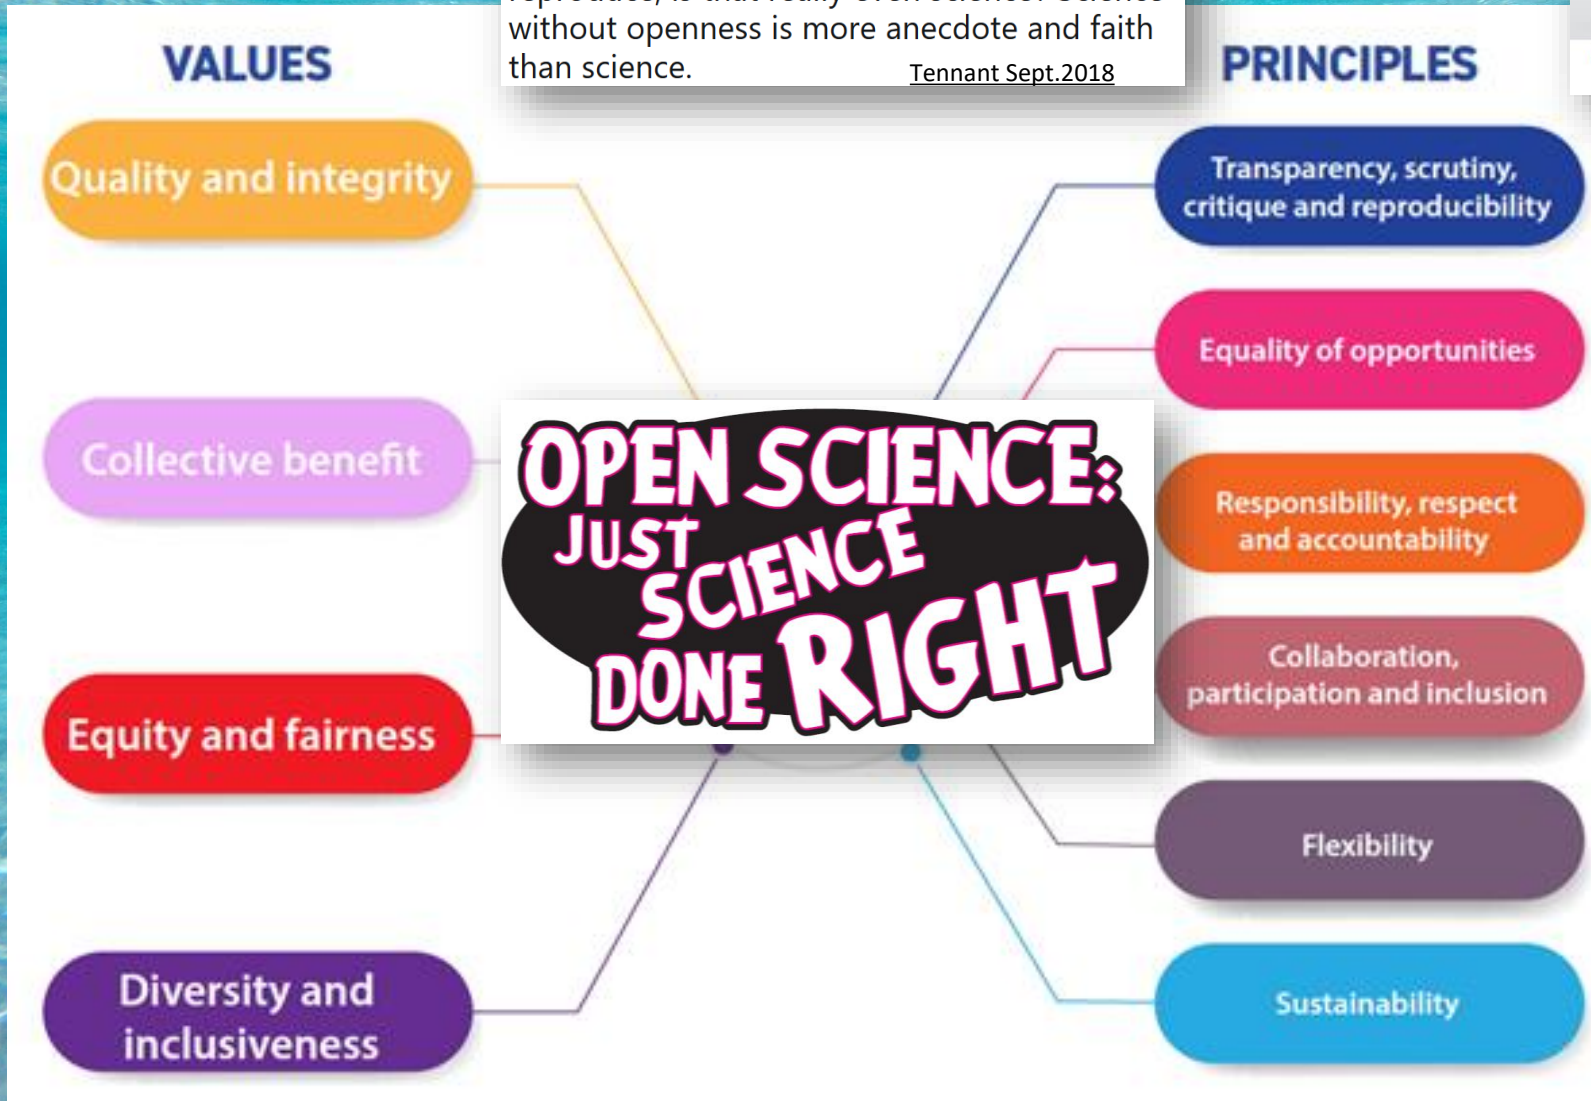 without openness is more anecdote and faith
than science.
Tennant Sept.2018
VALUES
Quality and integrity
Collective benefit
Equity and fairness
Diversity and
inclusiveness
OPEN SCIENCE:
JUST
SCIENCE
DONE RIGHT
PRINCIPLES
Transparency, scrutiny,
critique and reproducibility
Equality of opportunities
Responsibility, respect
and accountability
Collaboration,
participation and inclusion
Flexibility
Sustainability